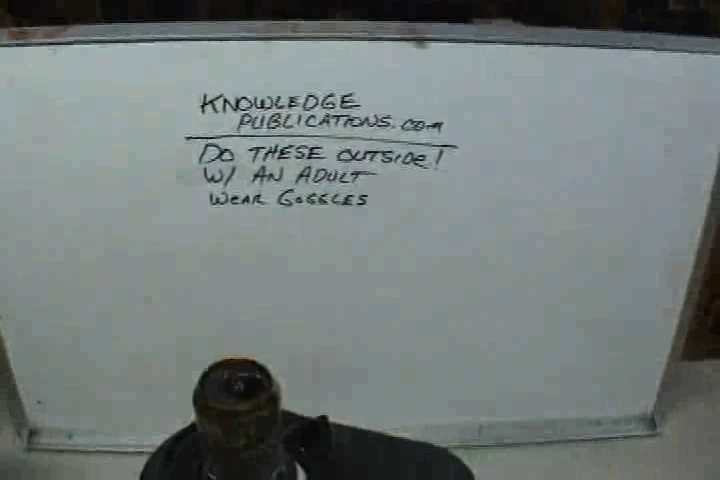 KNOWLEDGE
PUBLICATIONS.COM
DO THESE OUTSIDE!
W/ AN ADULT
WEAR GOGGLES